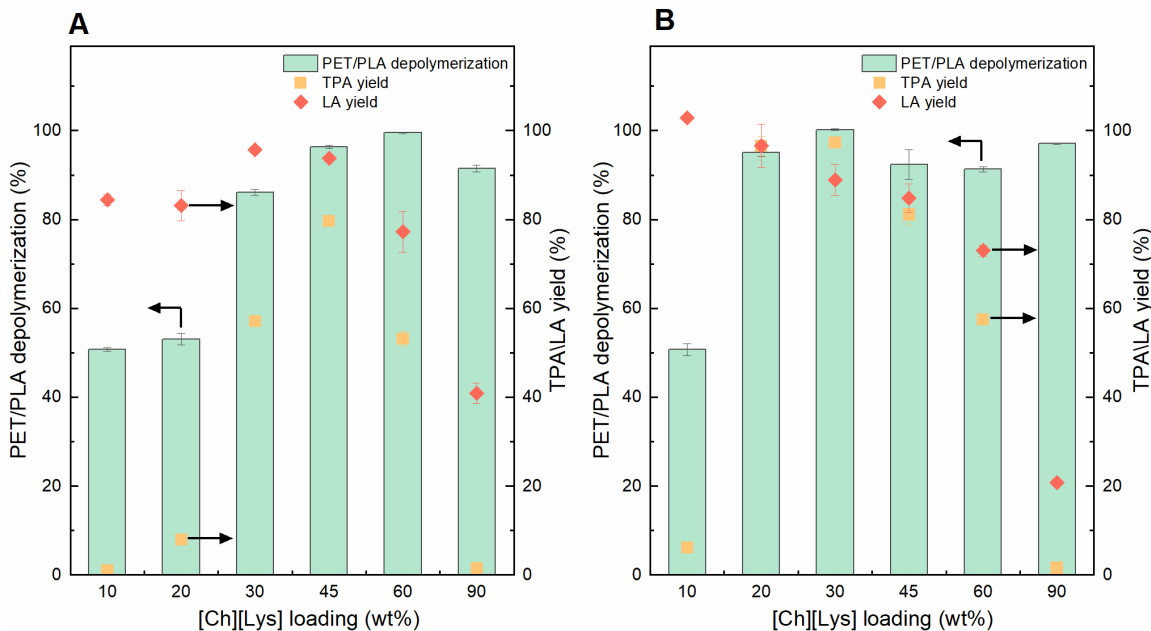 A
PET/PLA depolymerization
TPA yield
LA yield
100
80
60
40
20
0
100
80
60
40
20
0
10 20 30 45 60 90
[Ch][Lys] loading (wt%)
PET/PLA depolymerization (%)
TPA\LA yield (%)
B
PET/PLA depolymerization
TPA yield
LA yield
100
80
60
40
20
0
100
80
60
40
20
0
10 20 30 45 60 90
[Ch][Lys] loading (wt%)
PET/PLA depolymerization (%)
TPA\LA yield (%)